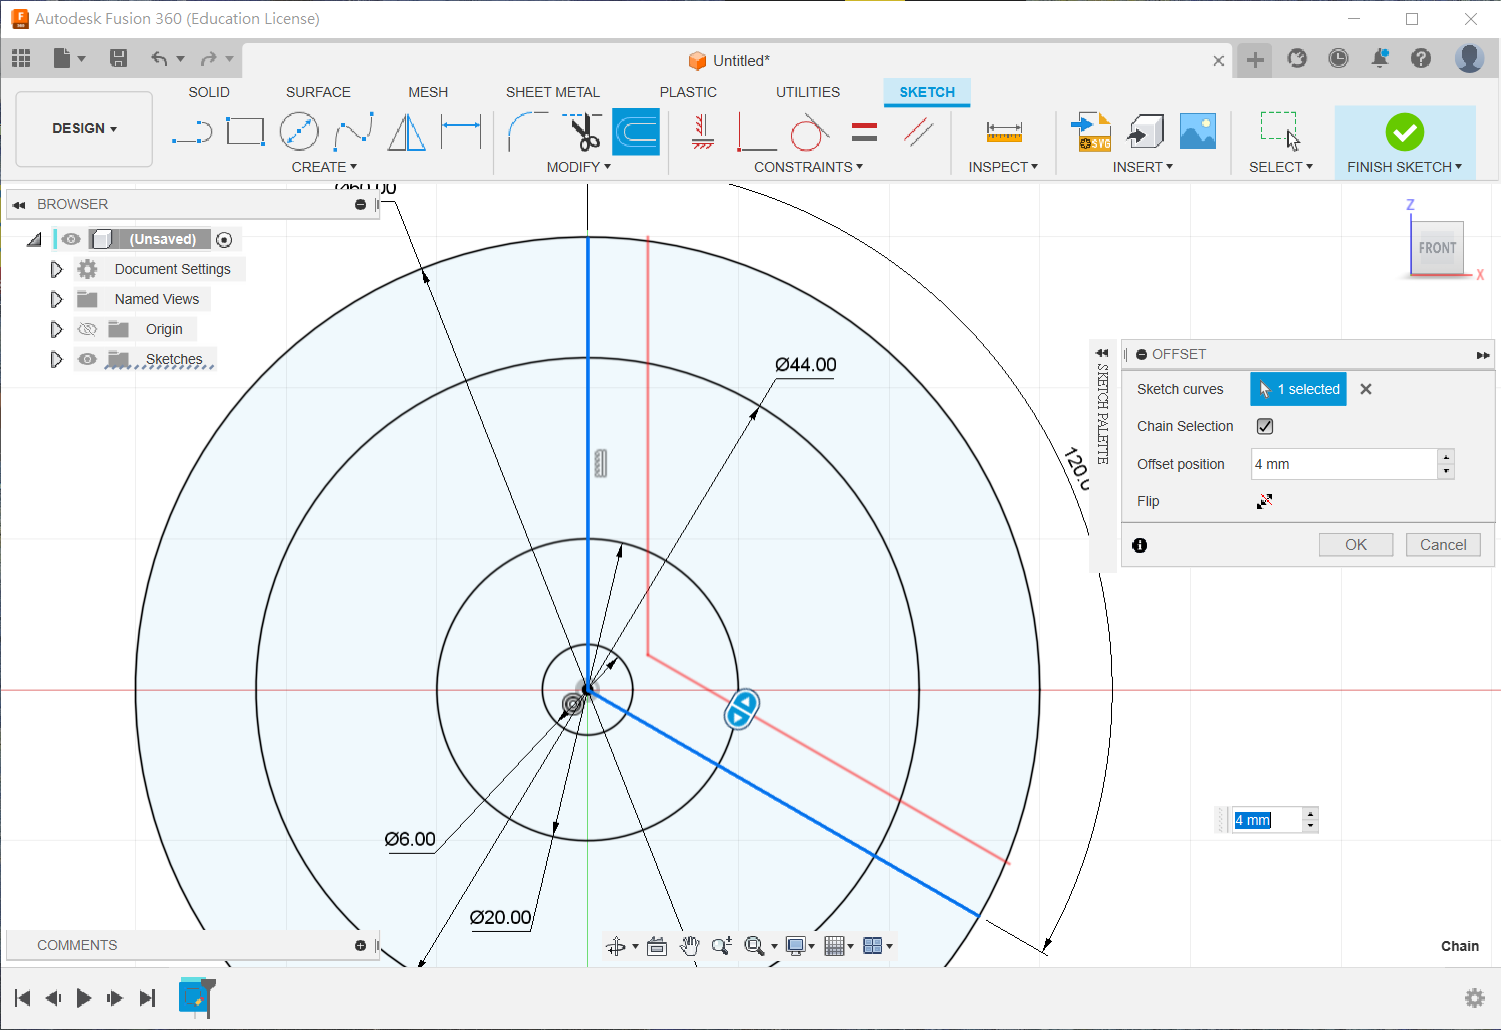 Autodesk Fusion 360 (Education License)
Untitled*
SOLID SURFACE MESH SHEET METAL PLASTIC UTILITIES SKETCH
DESIGN
SVG
CREATE MODIFY CONSTRAINTS INSPECT INSERT SELECT FINISH SKETCH
BROWSER
(Unsaved)
Document Settings
Named Views
Origin
Sketches
Ø60.00
Ø44.00
120.0
Ø6.00
Ø20.00
Z
FRONT
X
SKETCH PALETTE
OFFSET
Sketch curves 1 selected
Chain Selection
Offset position 4 mm
Flip
OK Cancel
4 mm
COMMENTS
Chain